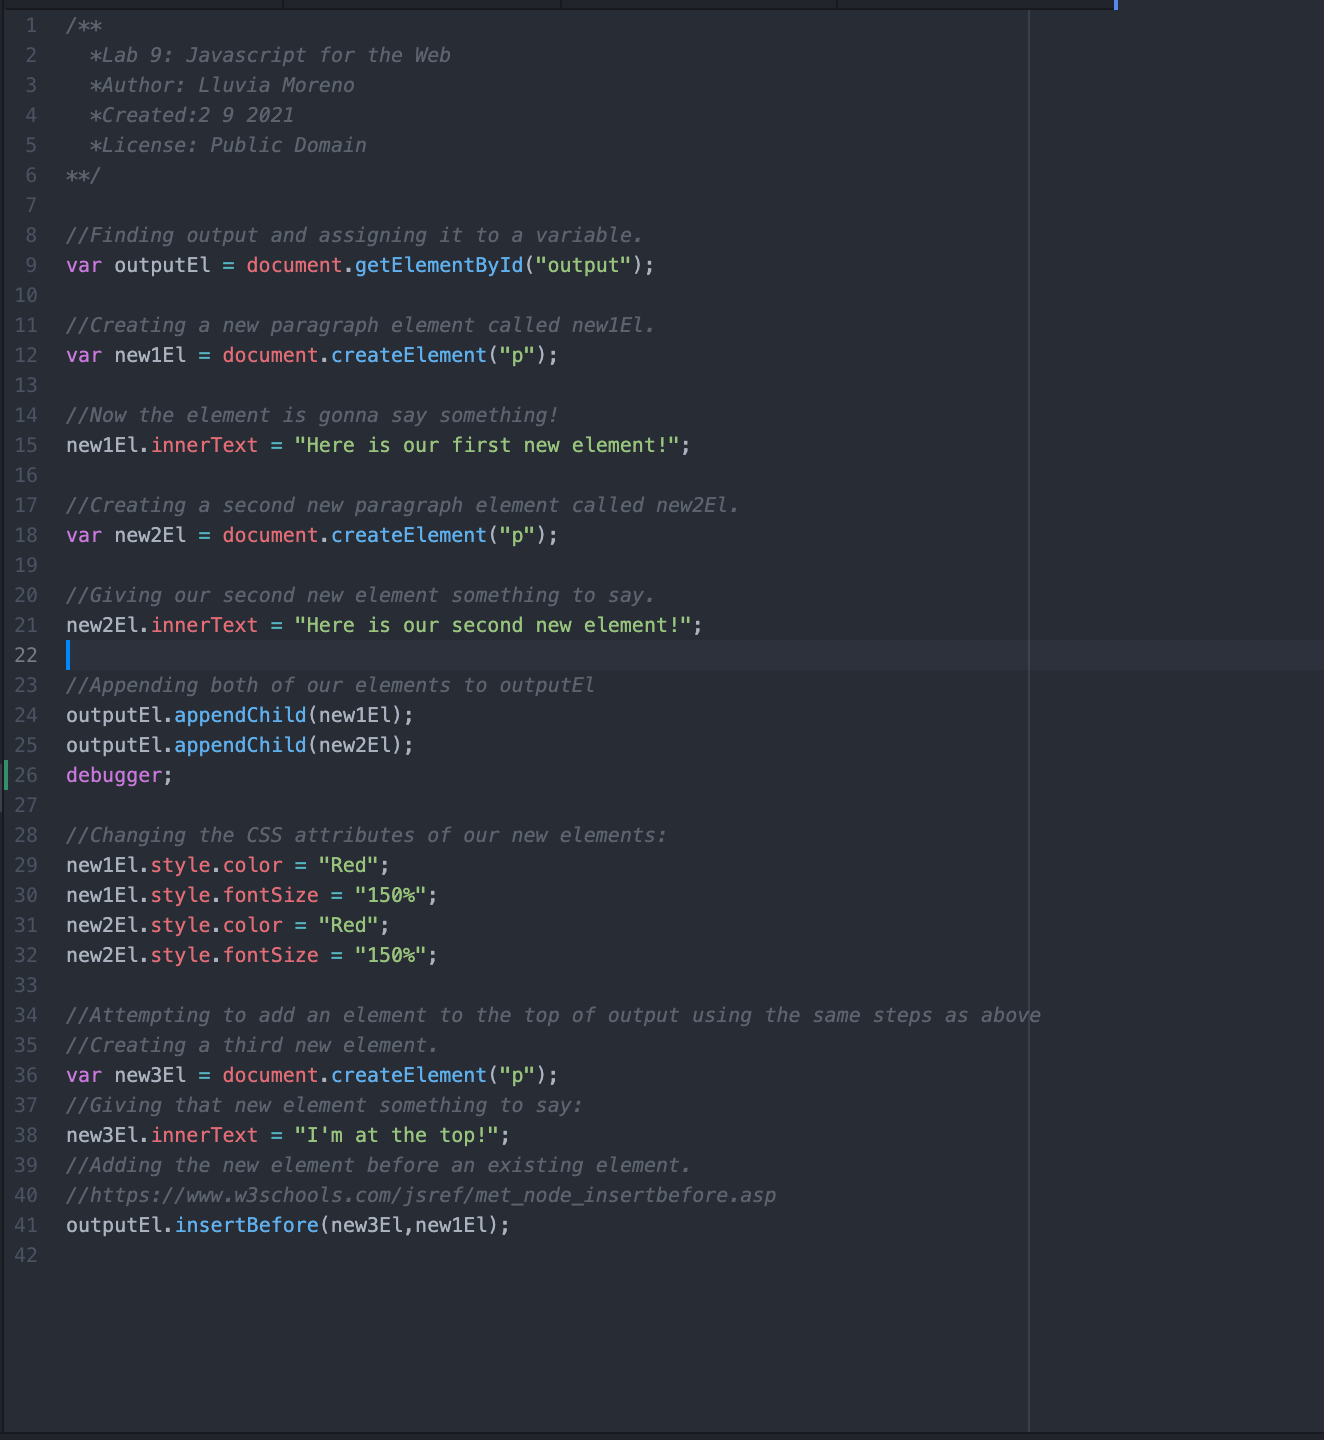 1 /**
2 *Lab 9: Javascript for the Web
3 *Author: Lluvia Moreno
4 *Created:2 9 2021
5 *License: Public Domain
6 **/
7
8 //Finding output and assigning it to a variable.
9 var outputEl = document.getElementById("output");
10
11 //Creating a new paragraph element called new1El.
12 var new1El = document.createElement("p");
13
14 //Now the element is gonna say something!
15 new1El.innerText = "Here is our first new element!";
16
17 //Creating a second new paragraph element called new2El.
18 var new2El = document.createElement("p");
19
20 //Giving our second new element something to say.
21 new2El.innerText = "Here is our second new element!";
22
23 //Appending both of our elements to outputEl
24 outputEl.appendChild(new1El);
25 outputEl.appendChild(new2El);
26 debugger;
27
28 //Changing the CSS attributes of our new elements:
29 new1El.style.color = "Red";
30 new1El.style.fontSize = "150%";
31 new2El.style.color = "Red";
32 new2El.style.fontSize = "150%";
33
34 //Attempting to add an element to the top of output using the same steps as above
35 //Creating a third new element.
36 var new3El = document.createElement("p");
37 //Giving that new element something to say:
38 new3El.innerText = "I'm at the top!";
39 //Adding the new element before an existing element.
40 //https://www.w3schools.com/jsref/met_node_insertbefore.asp
41 outputEl.insertBefore(new3El,new1El);
42